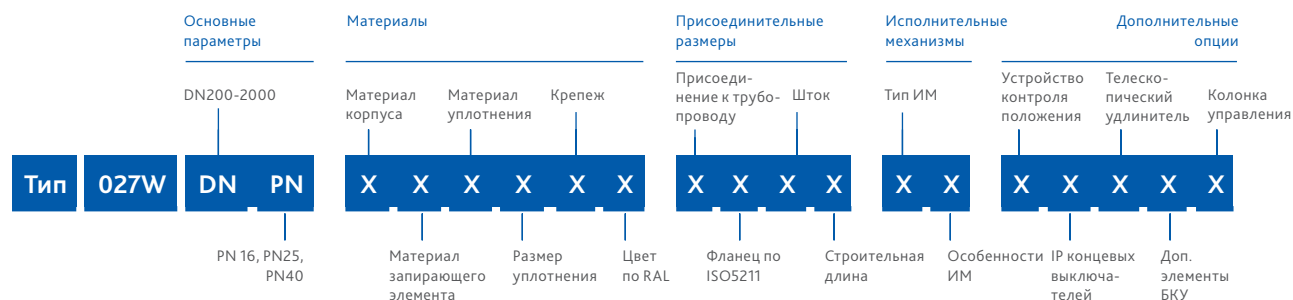 Основные
параметры
Материалы
Присоединительные
размеры
Исполнительные
механизмы
Дополнительные
опции
DN200-2000
Материал
корпуса
Материал
уплотнения
Крепеж
Присоеди-
нение к трубо-
проводу
Шток
Тип ИМ
Устройство
контроля
положения
Телеско-
пический
удлинитель
Колонка
управления
Тип 027W DN PN X X X X X X X X X X X X X X X X X
PN 16, PN25,
PN40
Материал
запирающего
элемента
Размер
уплотнения
Цвет
по RAL
Фланец по
ISO5211
Строительная
длина
Особенности
ИМ
IP концевых
выключа-
телей
Доп.
элементы
БКУ